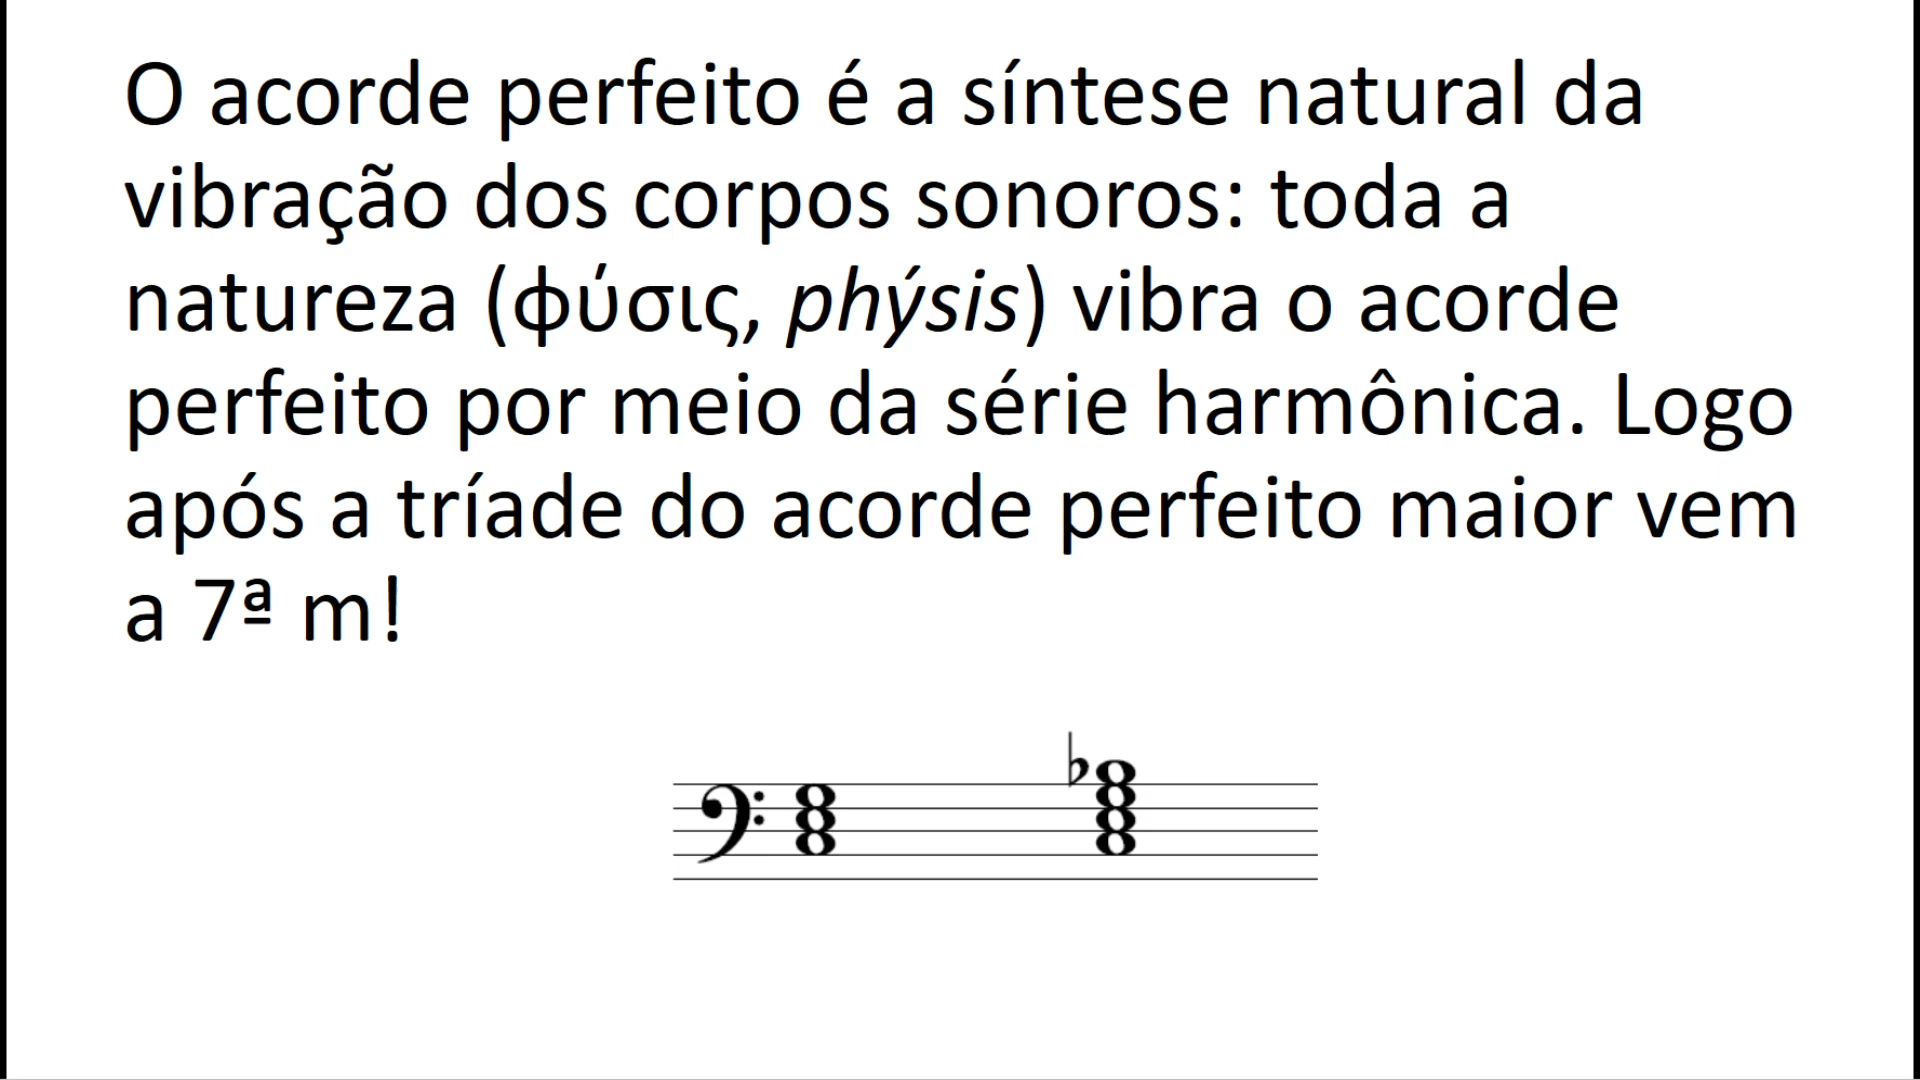 O acorde perfeito é a síntese natural da
vibração dos corpos sonoros: toda a
natureza (φύσις, phýsis) vibra o acorde
perfeito por meio da série harmônica. Logo
após a tríade do acorde perfeito maior vem
a 7ª m!